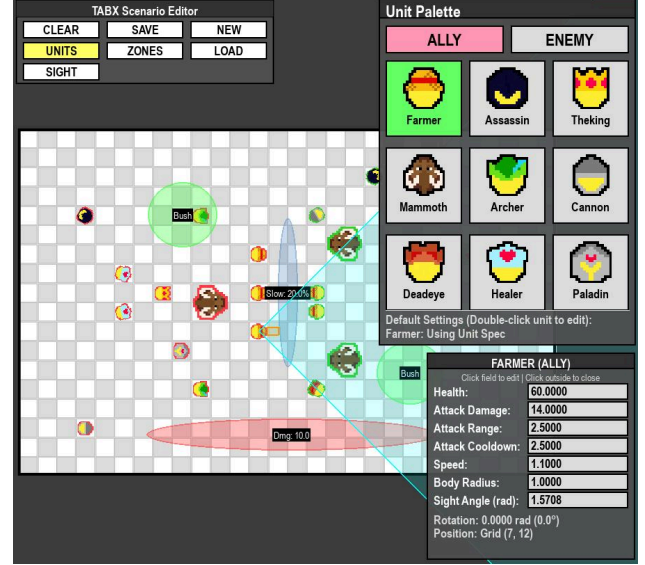 TABX Scenario Editor
CLEAR SAVE NEW
UNITS ZONES LOAD
SIGHT
Unit Palette
ALLY ENEMY
Farmer Assassin Theking
Mammoth Archer Cannon
Deadeye Healer Paladin
Default Settings (Double-click unit to edit):
Farmer: Using Unit Spec
Bush
Slow: 20.0%
Bush
Dmg: 10.0
FARMER (ALLY)
Click field to edit | Click outside to close
Health: 60.0000
Attack Damage: 14.0000
Attack Range: 2.5000
Attack Cooldown: 2.5000
Speed: 1.1000
Body Radius: 1.0000
Sight Angle (rad): 1.5708
Rotation: 0.0000 rad (0.0°)
Position: Grid (7, 12)